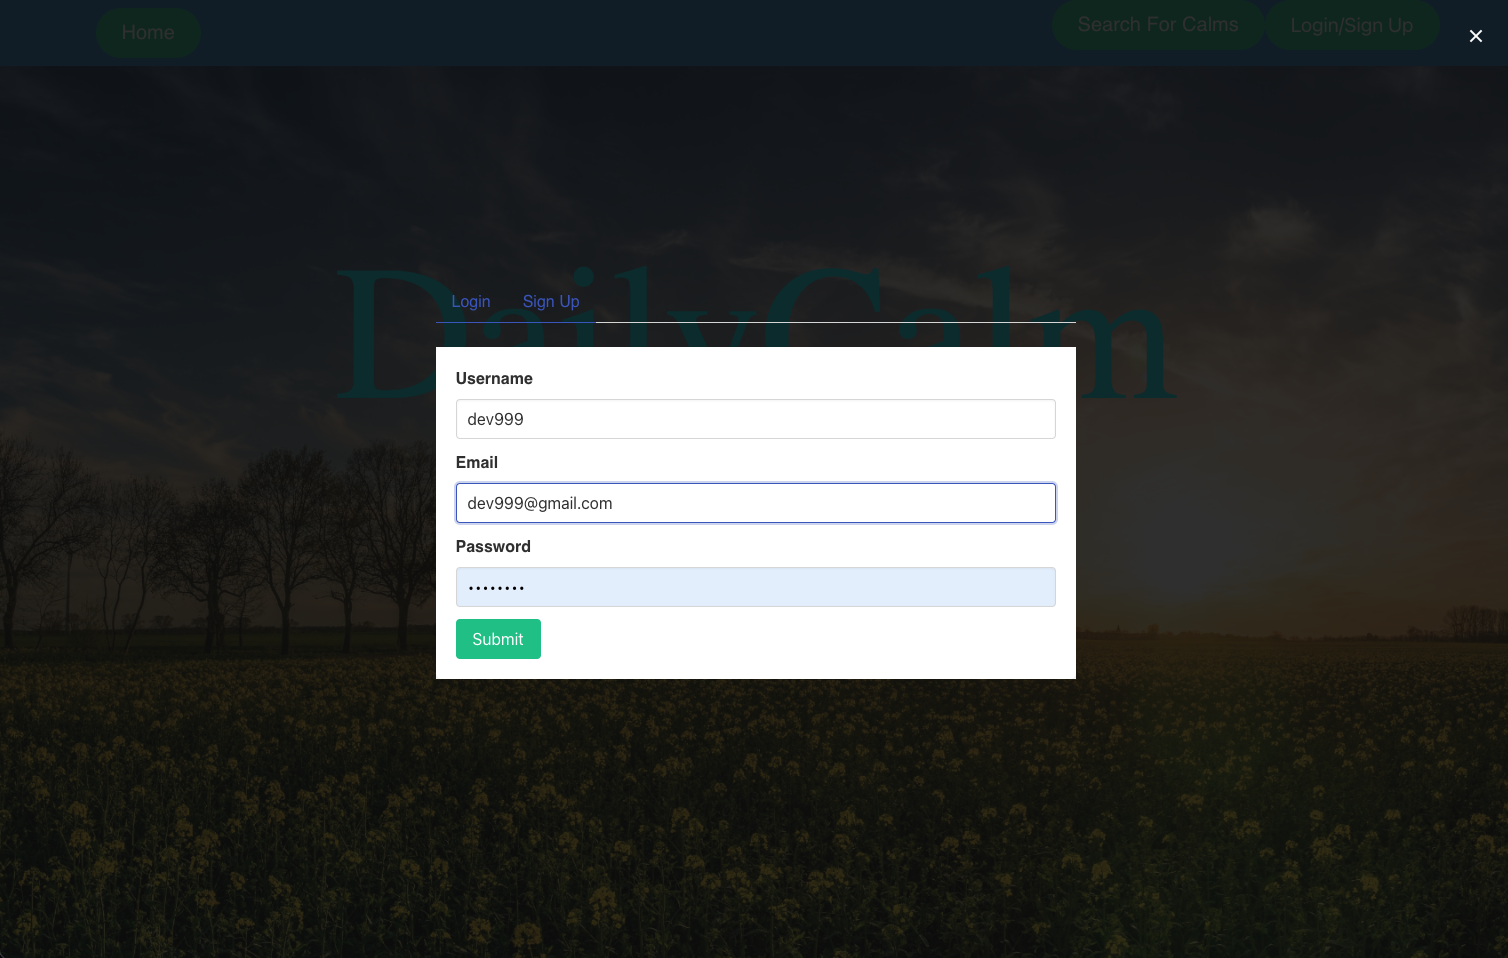 Home
Search For Calms
Login/Sign Up
DailyCalm
Login
Sign Up
Username
dev999
Email
dev999@gmail.com
Password
••••••••
Submit